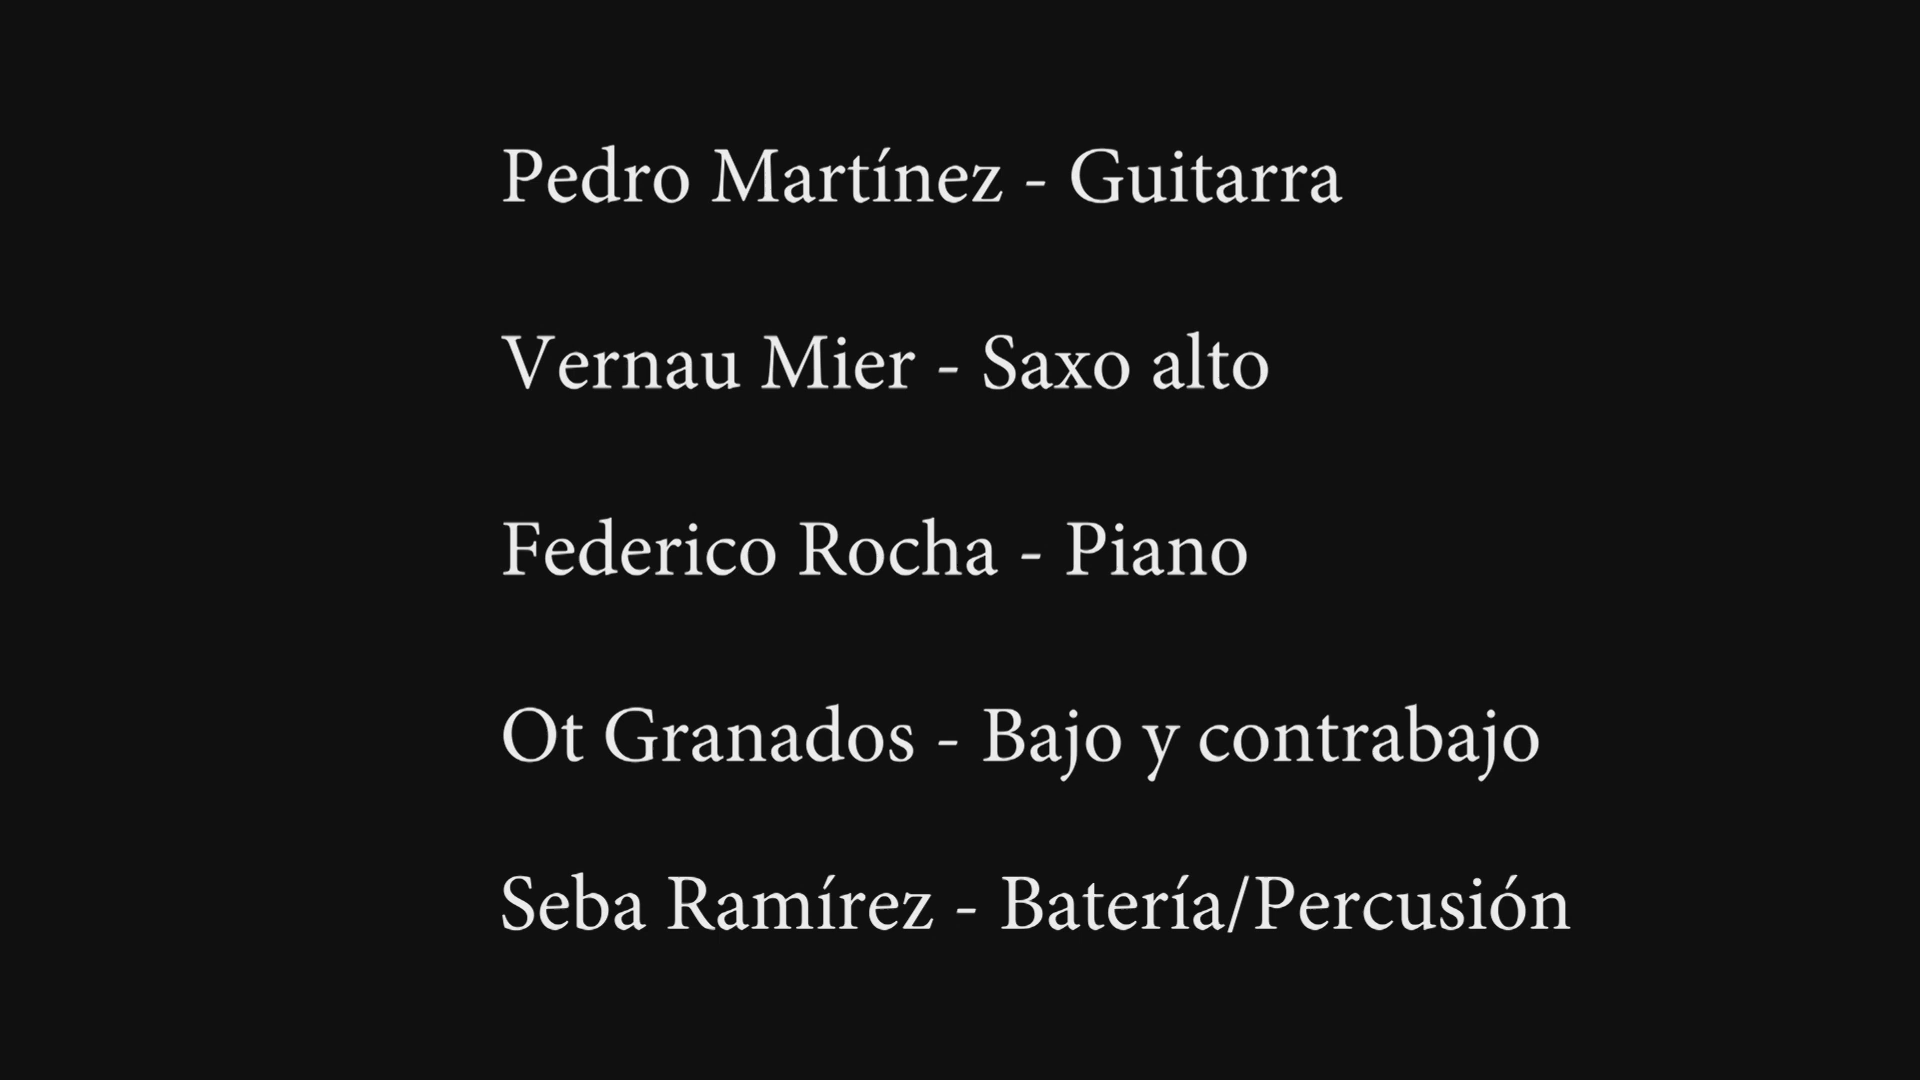 Pedro Martínez - Guitarra
Vernau Mier - Saxo alto
Federico Rocha - Piano
Ot Granados - Bajo y contrabajo
Seba Ramírez - Batería/Percusión